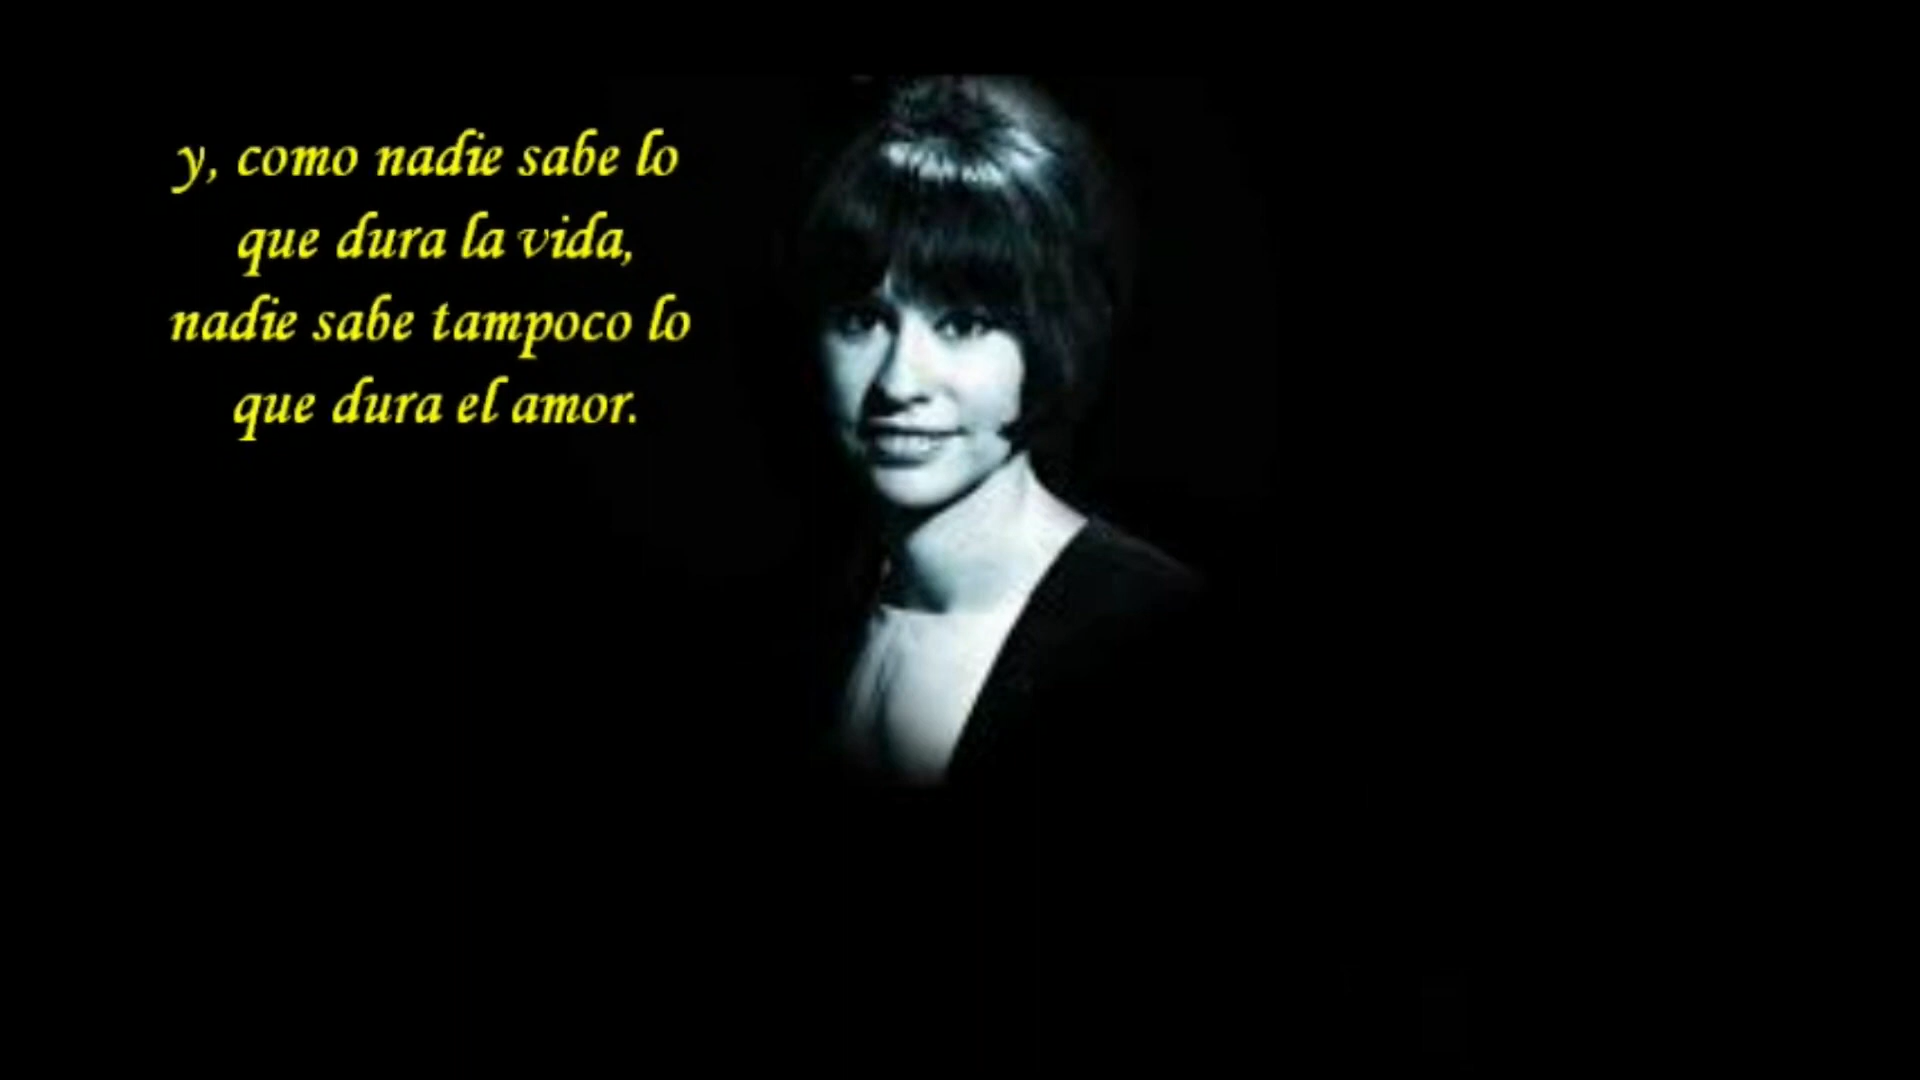 y, como nadie sabe lo
que dura la vida,
nadie sabe tampoco lo
que dura el amor.